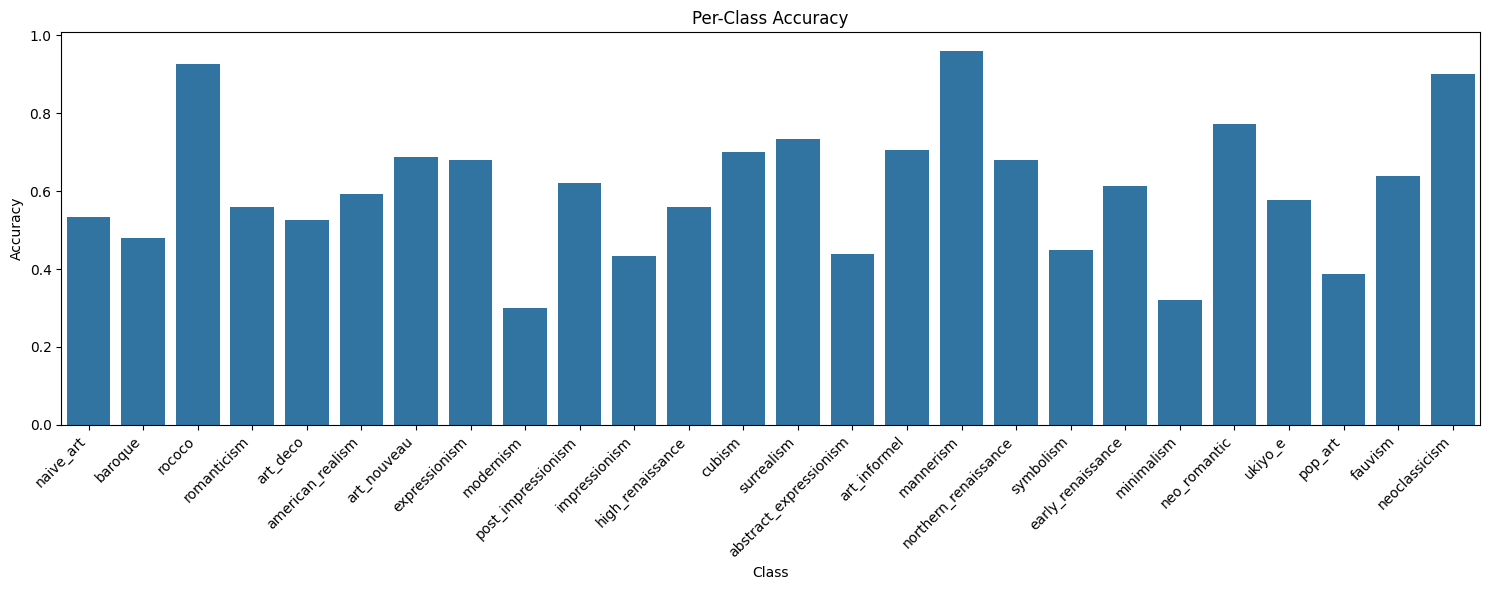 Per-Class Accuracy
1.0
0.8
0.6
0.4
0.2
0.0
Accuracy
naive_art
baroque
rococo
romanticism
art_deco
american_realism
art_nouveau
expressionism
modernism
post_impressionism
impressionism
high_renaissance
cubism
surrealism
abstract_expressionism
art_informel
mannerism
northern_renaissance
symbolism
early_renaissance
minimalism
neo_romantic
ukiyo_e
pop_art
fauvism
neoclassicism
Class